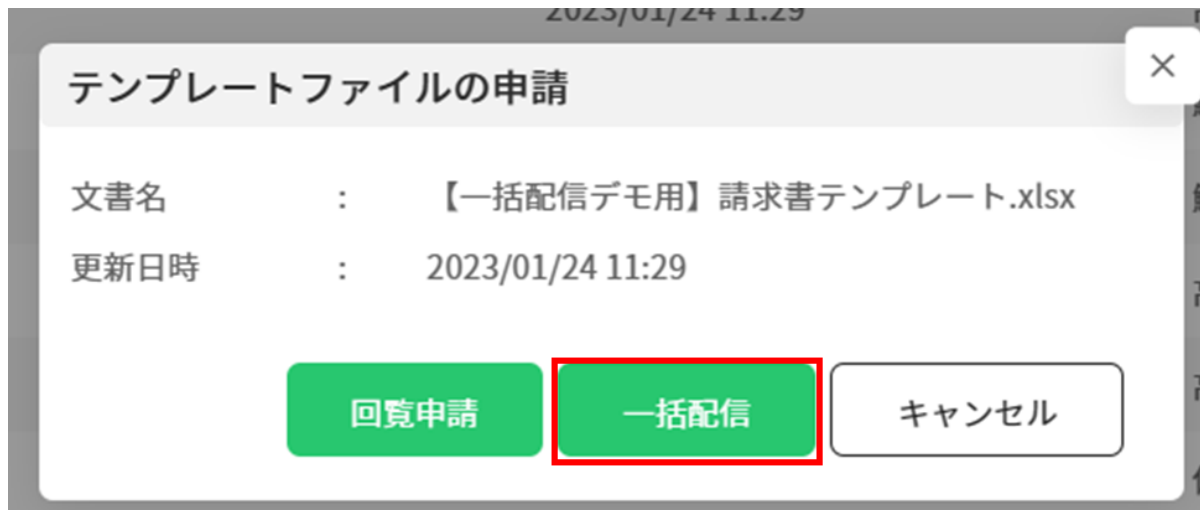 2023/01/24 11:29
テンプレートファイルの申請
×
文書名 : 【一括配信デモ用】請求書テンプレート.xlsx
更新日時 : 2023/01/24 11:29
回覧申請 一括配信 キャンセル